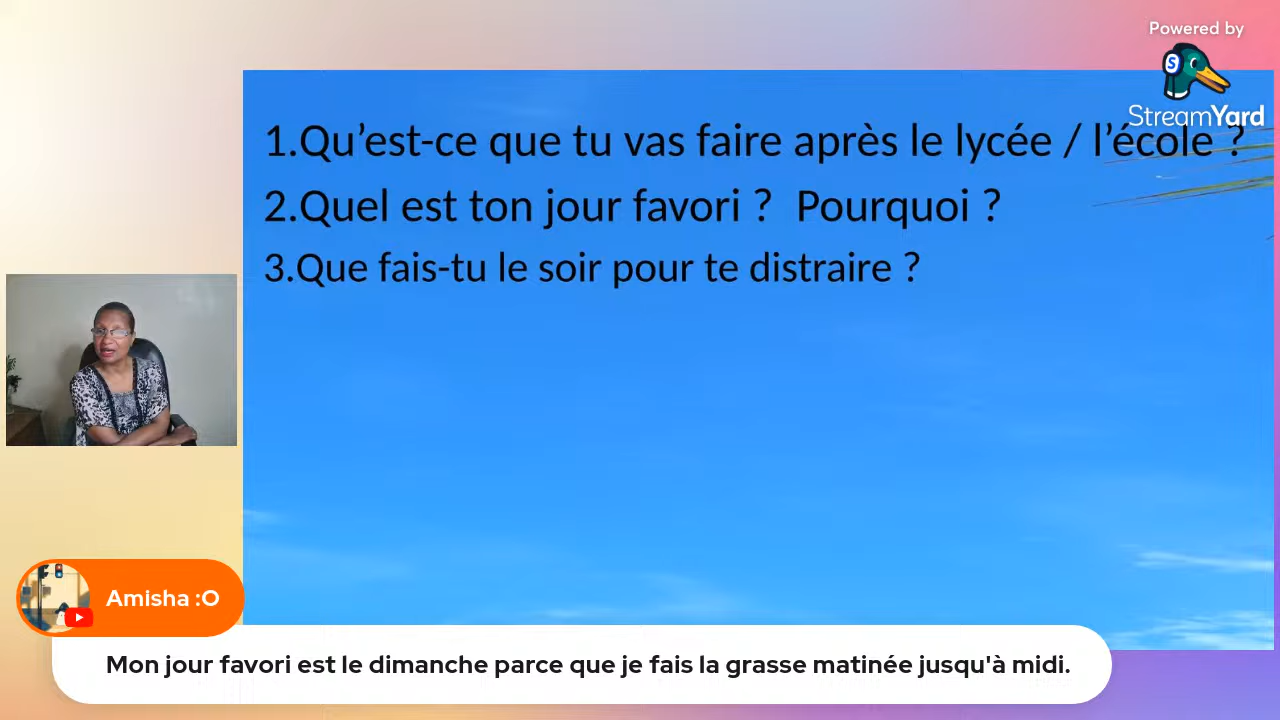 Powered by
StreamYard
1.Qu’est-ce que tu vas faire après le lycée / l’école ?
2.Quel est ton jour favori ?  Pourquoi ?
3.Que fais-tu le soir pour te distraire ?
Amisha :O
Mon jour favori est le dimanche parce que je fais la grasse matinée jusqu'à midi.